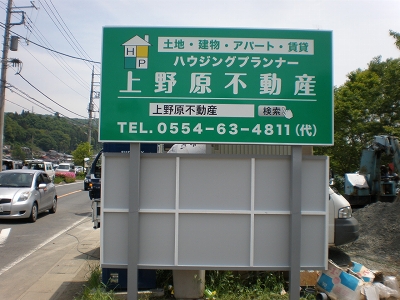 土地・建物・アパート・賃貸
ハウジングプランナー
HP
上野原不動産
上野原不動産 検索
TEL.0554-63-4811(代)